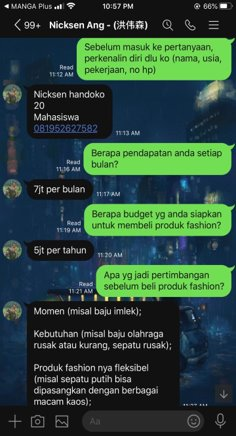 MANGA Plus
10:57 PM
66%
99+
Nicksen Ang - (洪伟森)
Sebelum masuk ke pertanyaan,
perkenalin diri dlu ko (nama, usia,
pekerjaan, no hp)
Read
11:12 AM
Nicksen handoko
20
Mahasiswa
081952627582
11:13 AM
Berapa pendapatan anda setiap
bulan?
Read
11:16 AM
7jt per bulan
11:17 AM
Berapa budget yg anda siapkan
untuk membeli produk fashion?
Read
11:19 AM
5jt per tahun
11:20 AM
Apa yg jadi pertimbangan
sebelum beli produk fashion?
Read
11:21 AM
Momen (misal baju imlek);
Kebutuhan (misal baju olahraga
rusak atau kurang, sepatu rusak);
Produk fashion nya fleksibel
(misal sepatu putih bisa
dipasangkan dengan berbagai
macam kaos);
Aa